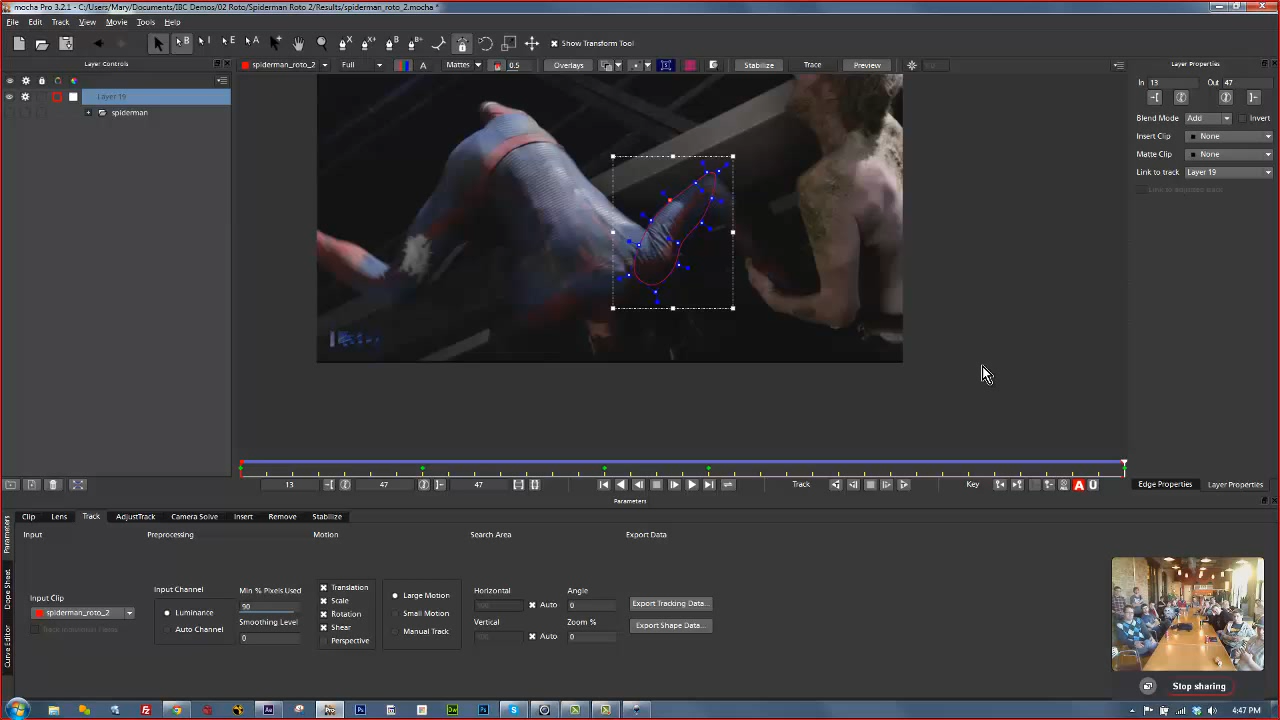 mocha Pro 3.2.1 - C:/Users/Mary/Documents/IBC Demos/02 Roto/Spiderman Roto 2/Results/spiderman_roto_2.mocha *
File Edit Track View Movie Tools Help
Show Transform Tool
Layer Controls
spiderman_roto_2 Full Mattes 0.5 Overlays Stabilize Trace Preview
Layer Properties
Layer 19
spiderman
In 13 Out 47
Blend Mode Add Invert
Insert Clip None
Matte Clip None
Link to track Layer 19
13 47 47 Track Key
Edge Properties Layer Properties
Parameters
Clip Lens Track AdjustTrack Camera Solve Insert Remove Stabilize
Parameters
Dope Sheet
Curve Editor
Input Preprocessing Motion Search Area Export Data
Input Clip
spiderman_roto_2
Input Channel
Luminance
Auto Channel
Min % Pixels Used
90
Smoothing Level
0
Translation
Scale
Rotation
Shear
Perspective
Large Motion
Small Motion
Manual Track
Horizontal
Auto
Vertical
Auto
Angle
0
Zoom %
0
Export Tracking Data...
Export Shape Data...
Stop sharing
4:47 PM